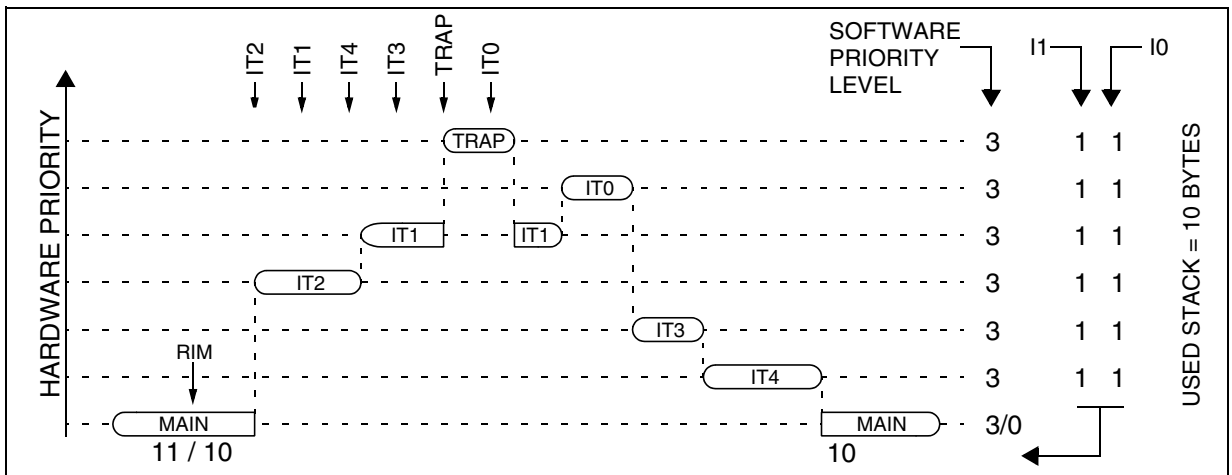 IT2
IT1
IT4
IT3
TRAP
IT0
SOFTWARE
PRIORITY
LEVEL
I1
I0
HARDWARE PRIORITY
TRAP
3
1 1
IT0
3
1 1
IT1
IT1
3
1 1
IT2
3
1 1
IT3
3
1 1
RIM
IT4
3
1 1
MAIN
MAIN
3/0
11 / 10
10
USED STACK = 10 BYTES